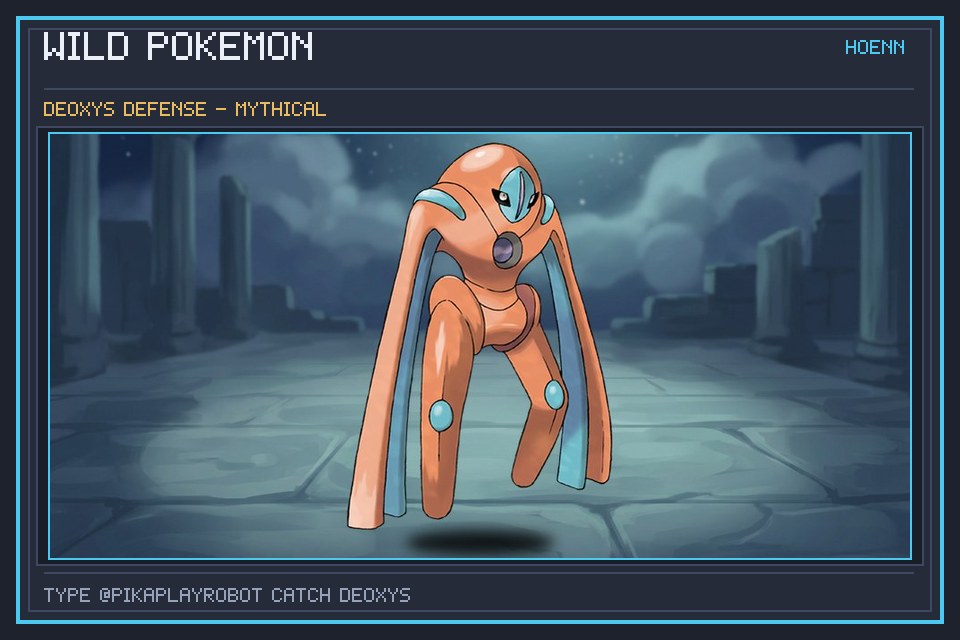 WILD POKEMON
HOENN
DEOXYS DEFENSE - MYTHICAL
TYPE @PIKAPLAYROBOT CATCH DEOXYS